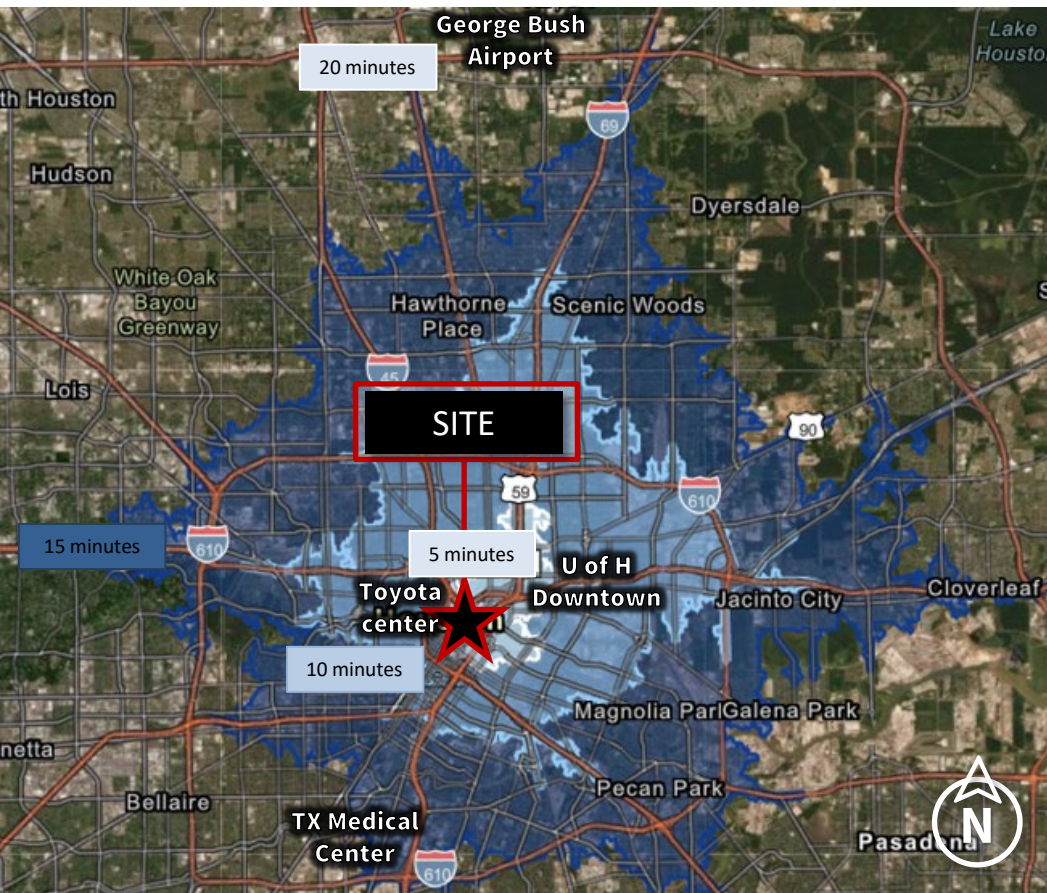 George Bush
Airport
Lake
Housto
20 minutes
th Houston
69
Hudson
Dyersdale
White Oak
Bayou
Greenway
Hawthorne
Place
Scenic Woods
S
45
Lois
SITE
90
59
610
15 minutes
610
5 minutes
U of H
Downtown
Toyota
center
Jacinto City
Cloverleaf
10 minutes
Magnolia Parl
Galena Park
netta
Pecan Park
Bellaire
TX Medical
Center
N
Pasadena
610